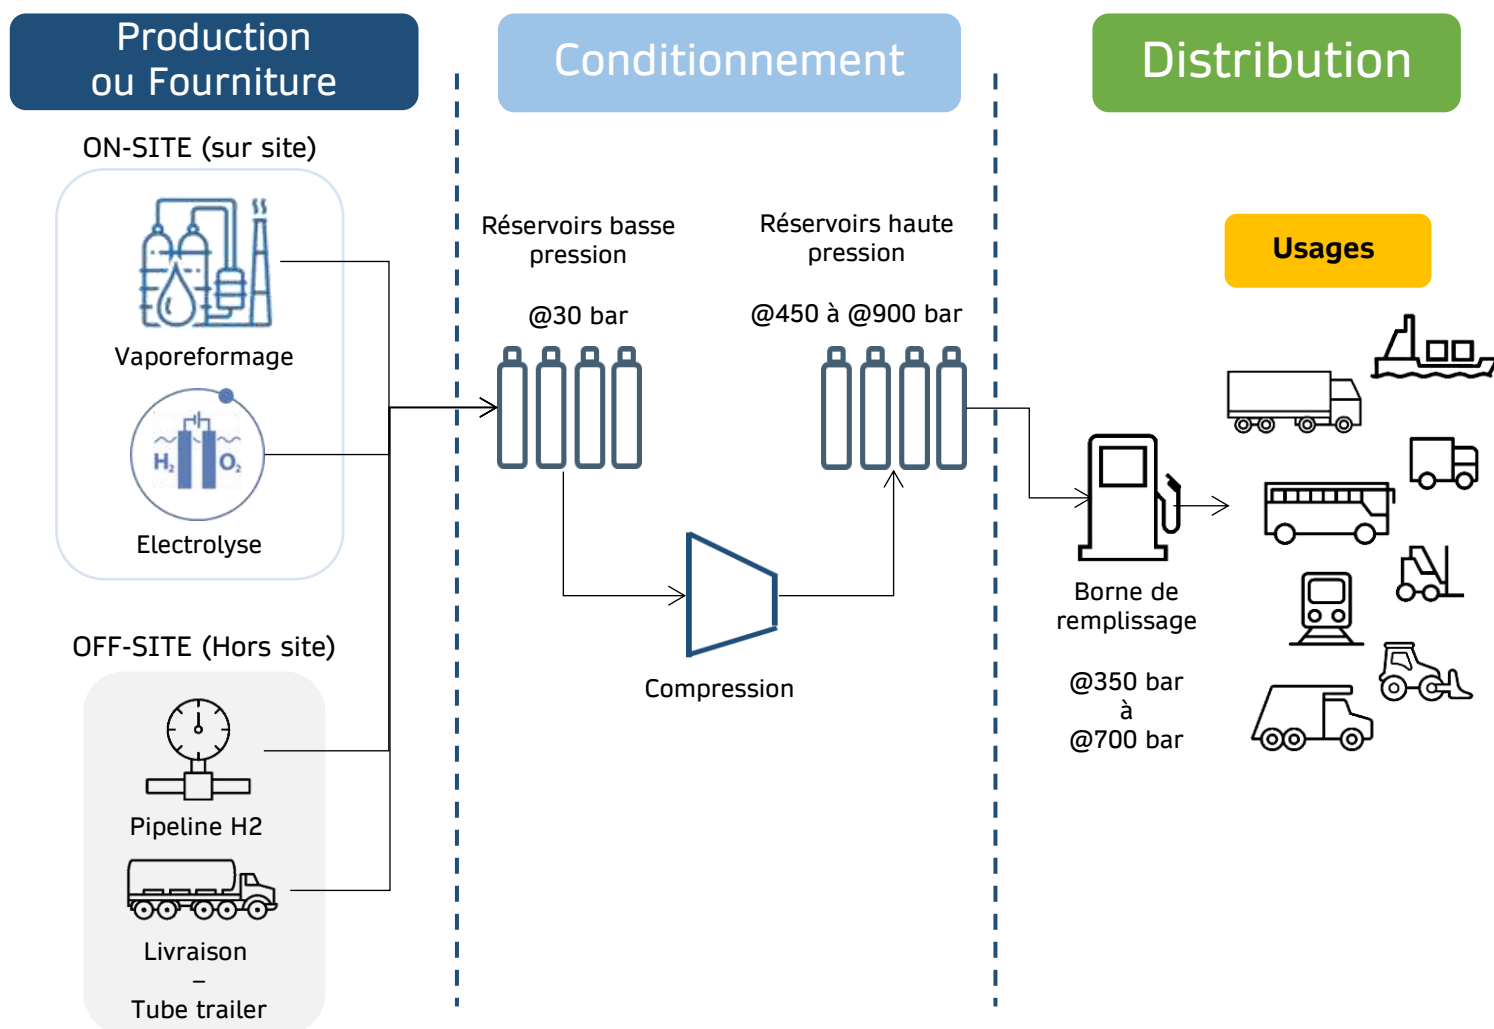 Production
ou Fourniture
Conditionnement
Distribution
ON-SITE (sur site)
Vaporeformage
H2
O2
Electrolyse
OFF-SITE (Hors site)
Pipeline H2
Livraison
–
Tube trailer
Réservoirs basse
pression
@30 bar
Réservoirs haute
pression
@450 à @900 bar
Compression
Usages
Borne de
remplissage
@350 bar
à
@700 bar